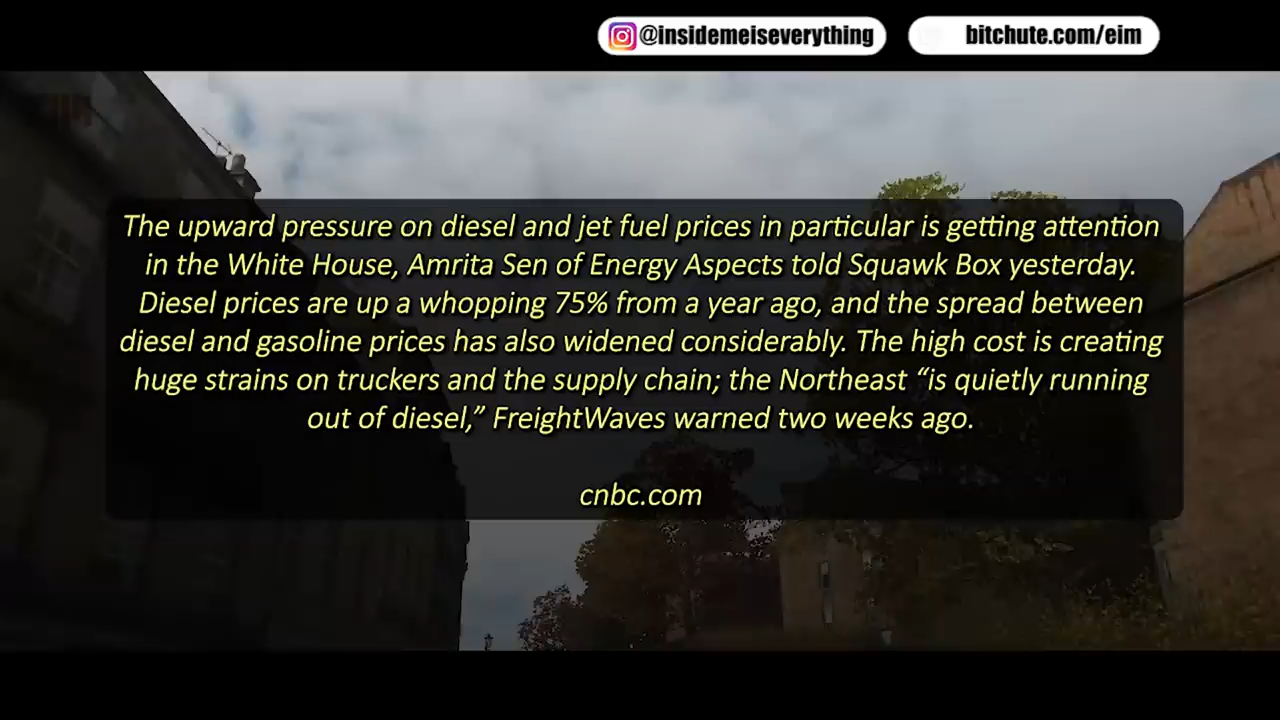 @insidemeiseverything
bitchute.com/eim
The upward pressure on diesel and jet fuel prices in particular is getting attention
in the White House, Amrita Sen of Energy Aspects told Squawk Box yesterday.
Diesel prices are up a whopping 75% from a year ago, and the spread between
diesel and gasoline prices has also widened considerably. The high cost is creating
huge strains on truckers and the supply chain; the Northeast “is quietly running
out of diesel,” FreightWaves warned two weeks ago.
cnbc.com